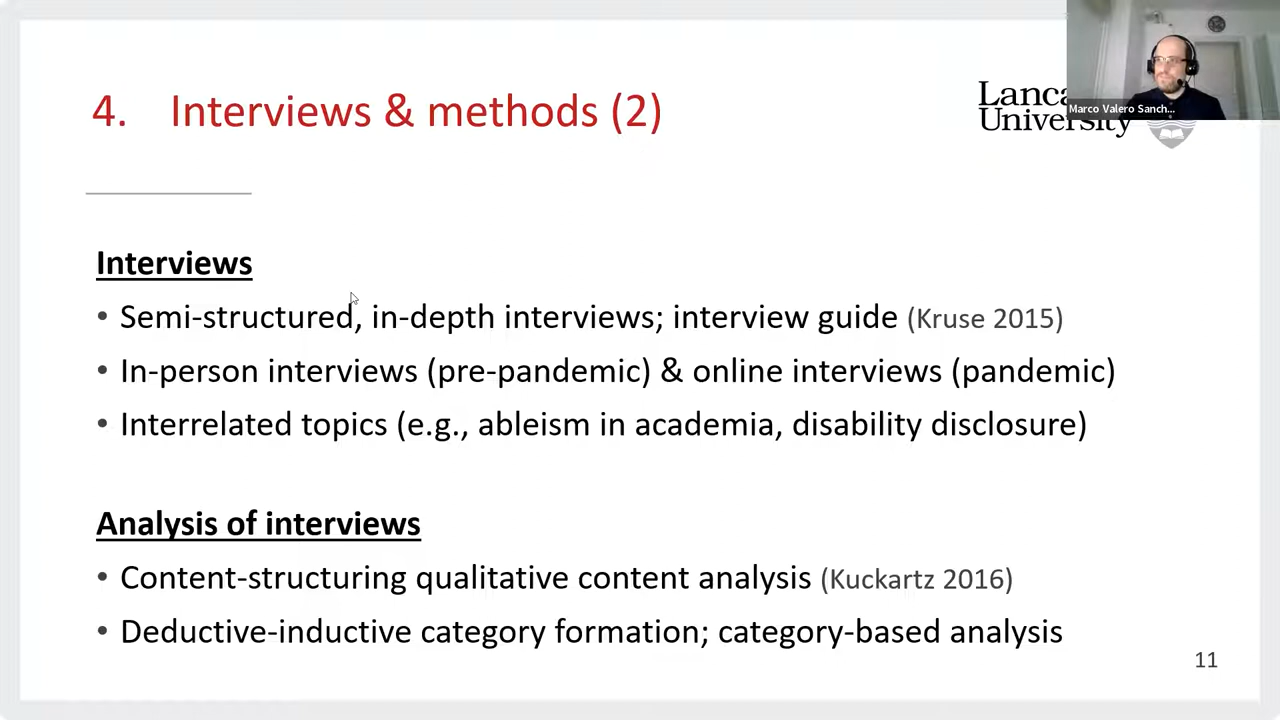 4. Interviews & methods (2)
Lanca
University
Marco Valero Sanch...
Interviews
• Semi-structured, in-depth interviews; interview guide (Kruse 2015)
• In-person interviews (pre-pandemic) & online interviews (pandemic)
• Interrelated topics (e.g., ableism in academia, disability disclosure)
Analysis of interviews
• Content-structuring qualitative content analysis (Kuckartz 2016)
• Deductive-inductive category formation; category-based analysis
11